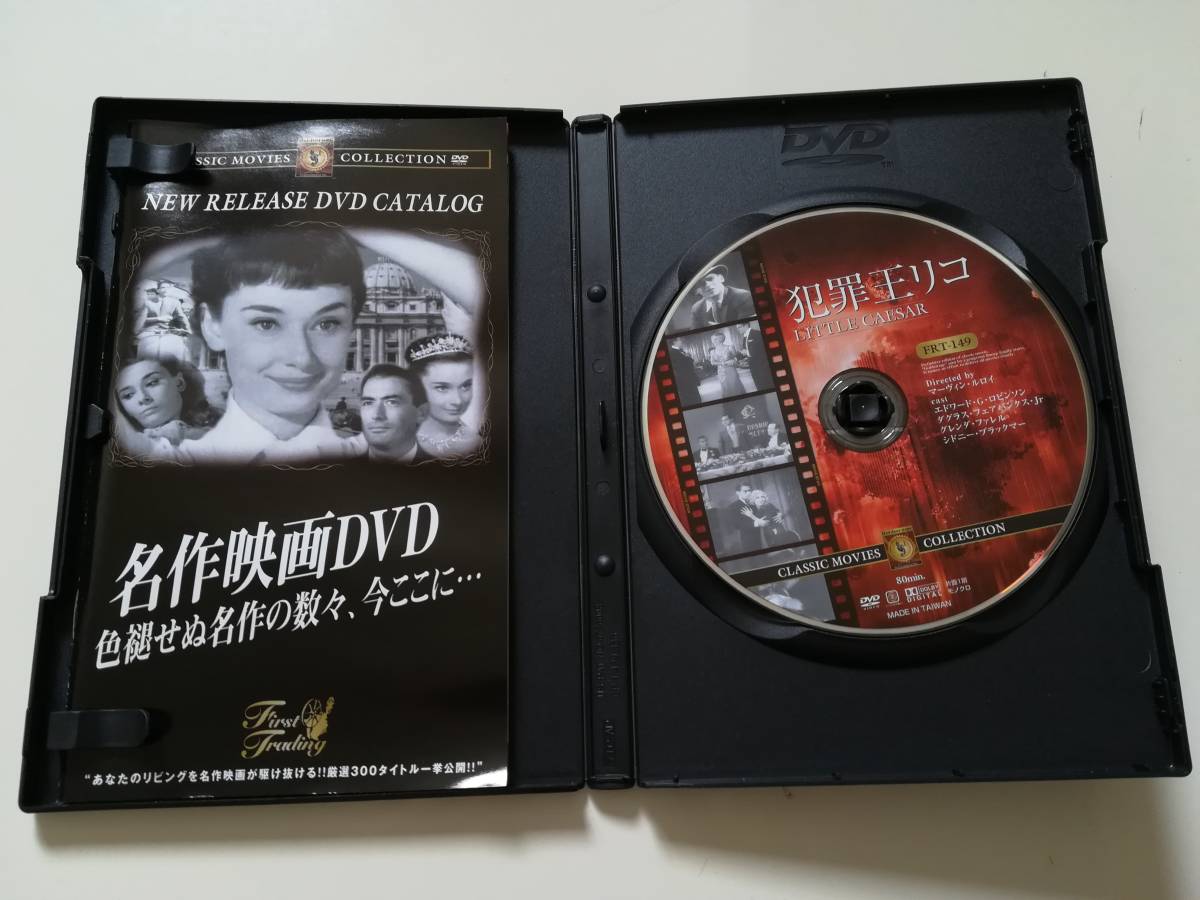 CLASSIC MOVIES COLLECTION DVD
NEW RELEASE DVD CATALOG
名作映画DVD
色褪せぬ名作の数々、今ここに…
First
Trading
“あなたのリビングを名作映画が駆け抜ける!!厳選300タイトル一挙公開!!”
DVD
犯罪王リコ
LITTLE CAESAR
FRT-149
Directed by
マーヴィン・ルロイ
cast
エドワード・G・ロビンソン
ダグラス・フェアバンクス・Jr
グレンダ・ファレル
シドニー・ブラックマー
CLASSIC MOVIES COLLECTION
80min.
DVD VIDEO DOLBY DIGITAL 片面1層 モノクロ
MADE IN TAIWAN